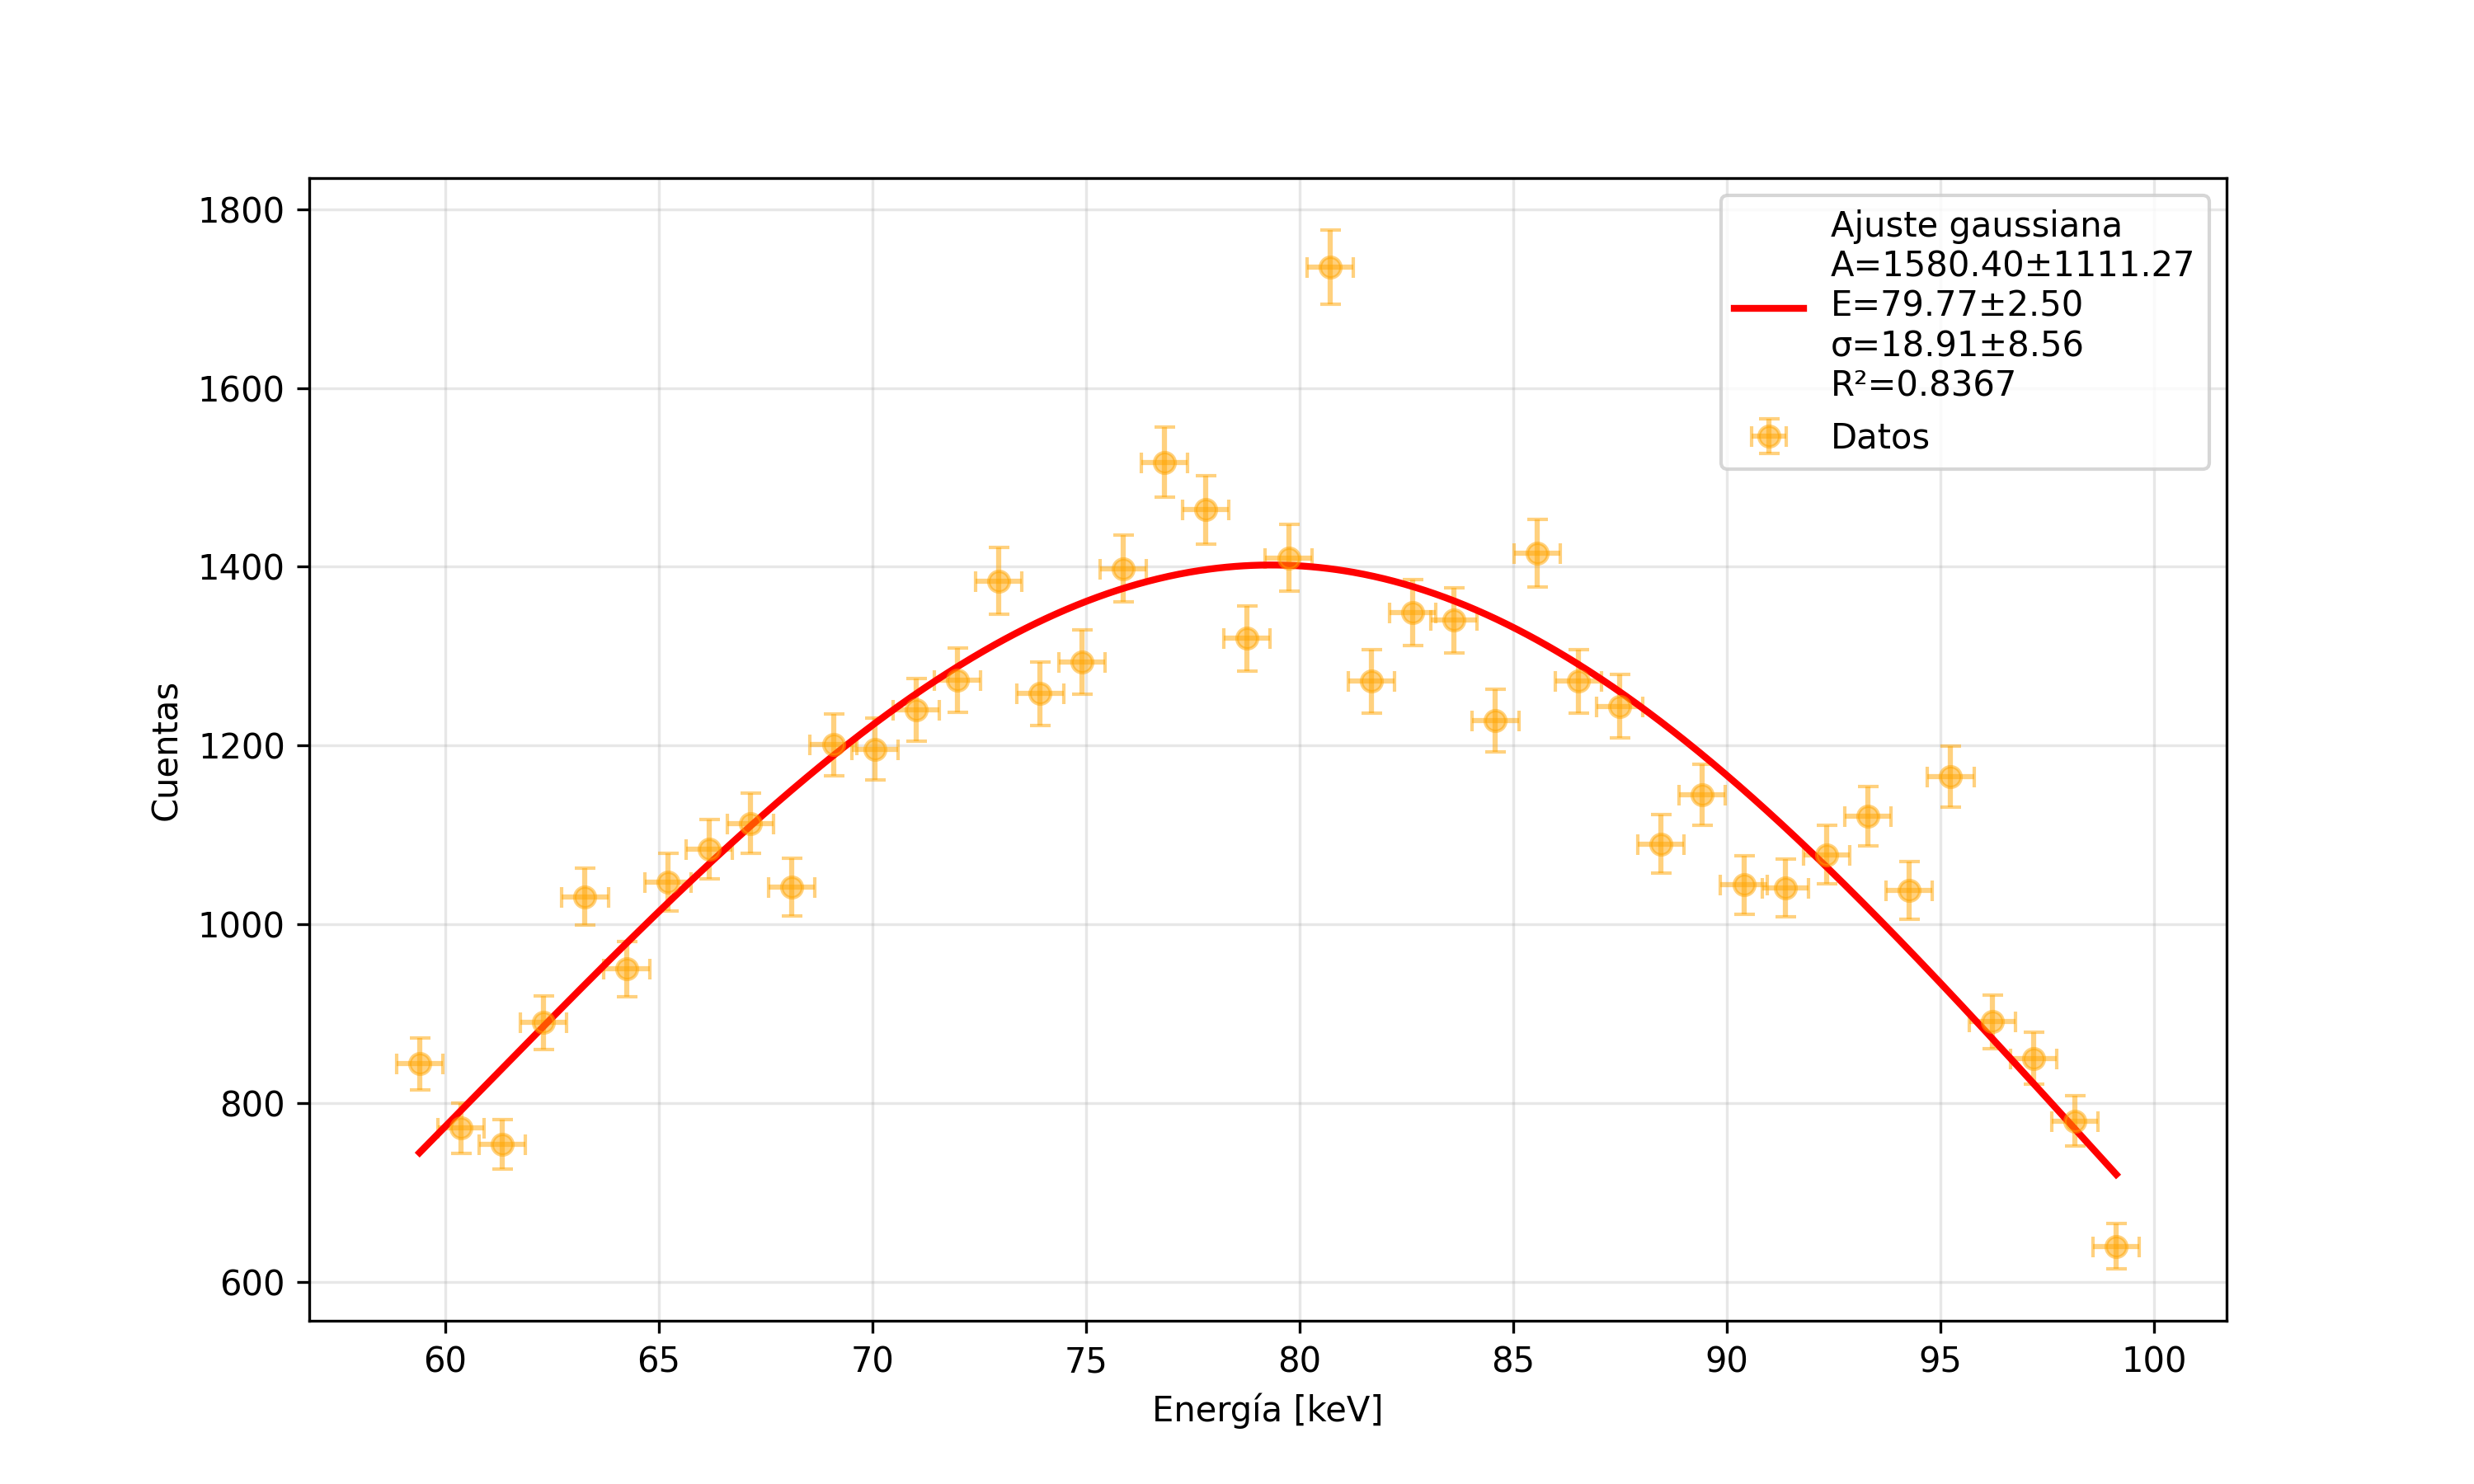 1800
1600
1400
1200
1000
800
600
Cuentas
60 65 70 75 80 85 90 95 100
Energía [keV]
Ajuste gaussiana
A=1580.40±1111.27
E=79.77±2.50
σ=18.91±8.56
R²=0.8367
Datos